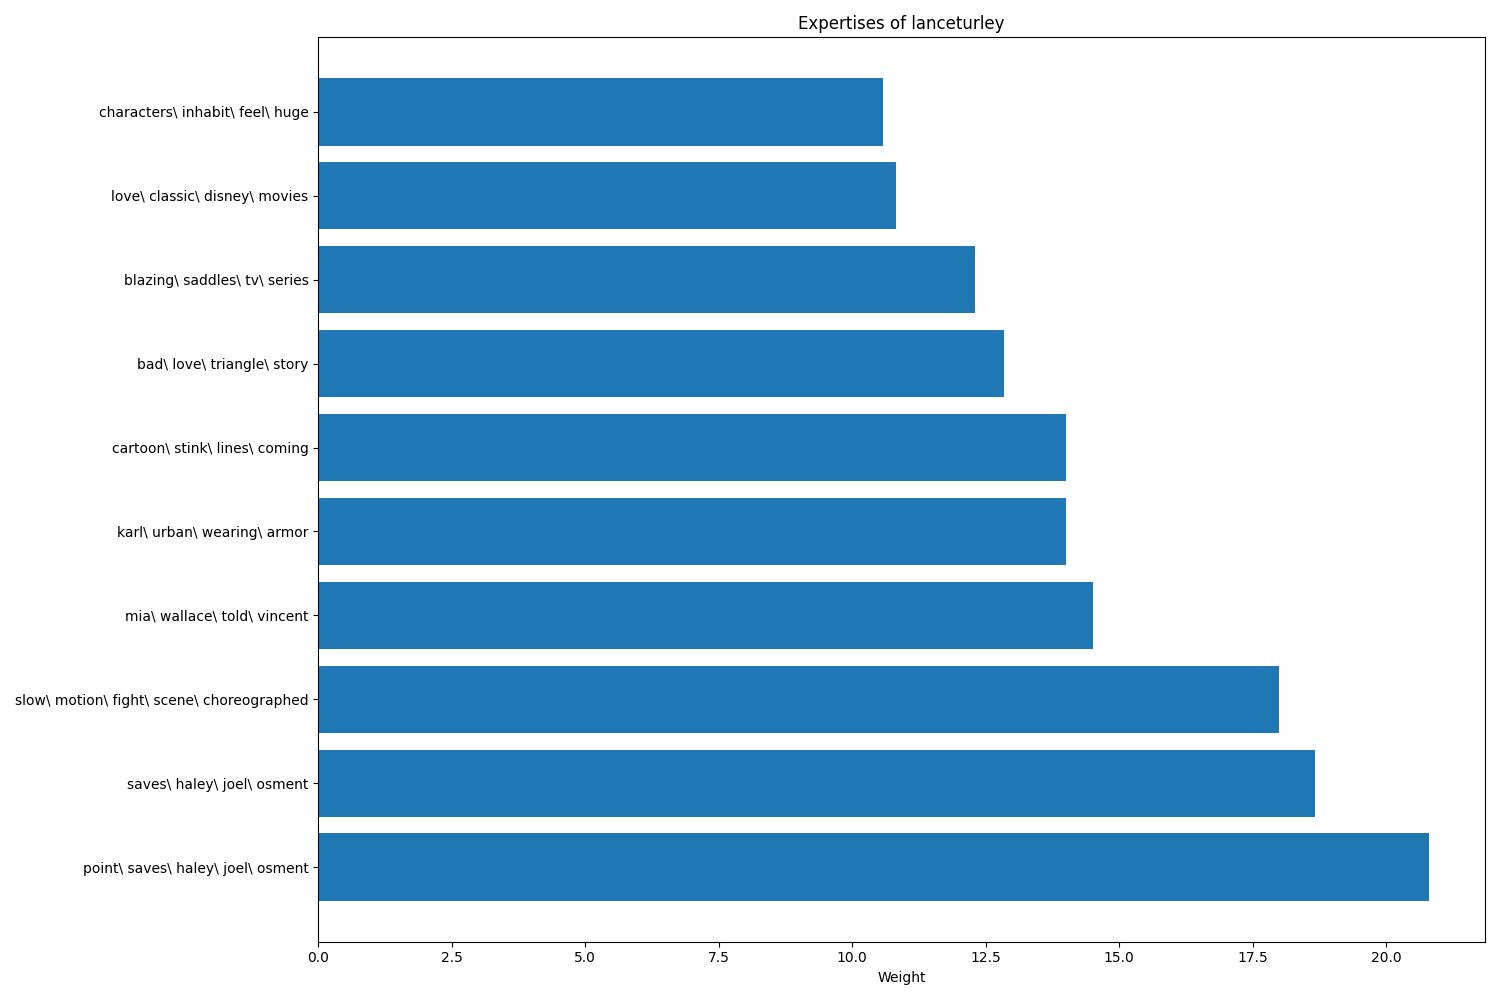 Expertises of lanceturley
characters\ inhabit\ feel\ huge
love\ classic\ disney\ movies
blazing\ saddles\ tv\ series
bad\ love\ triangle\ story
cartoon\ stink\ lines\ coming
karl\ urban\ wearing\ armor
mia\ wallace\ told\ vincent
slow\ motion\ fight\ scene\ choreographed
saves\ haley\ joel\ osment
point\ saves\ haley\ joel\ osment
0.0 2.5 5.0 7.5 10.0 12.5 15.0 17.5 20.0
Weight